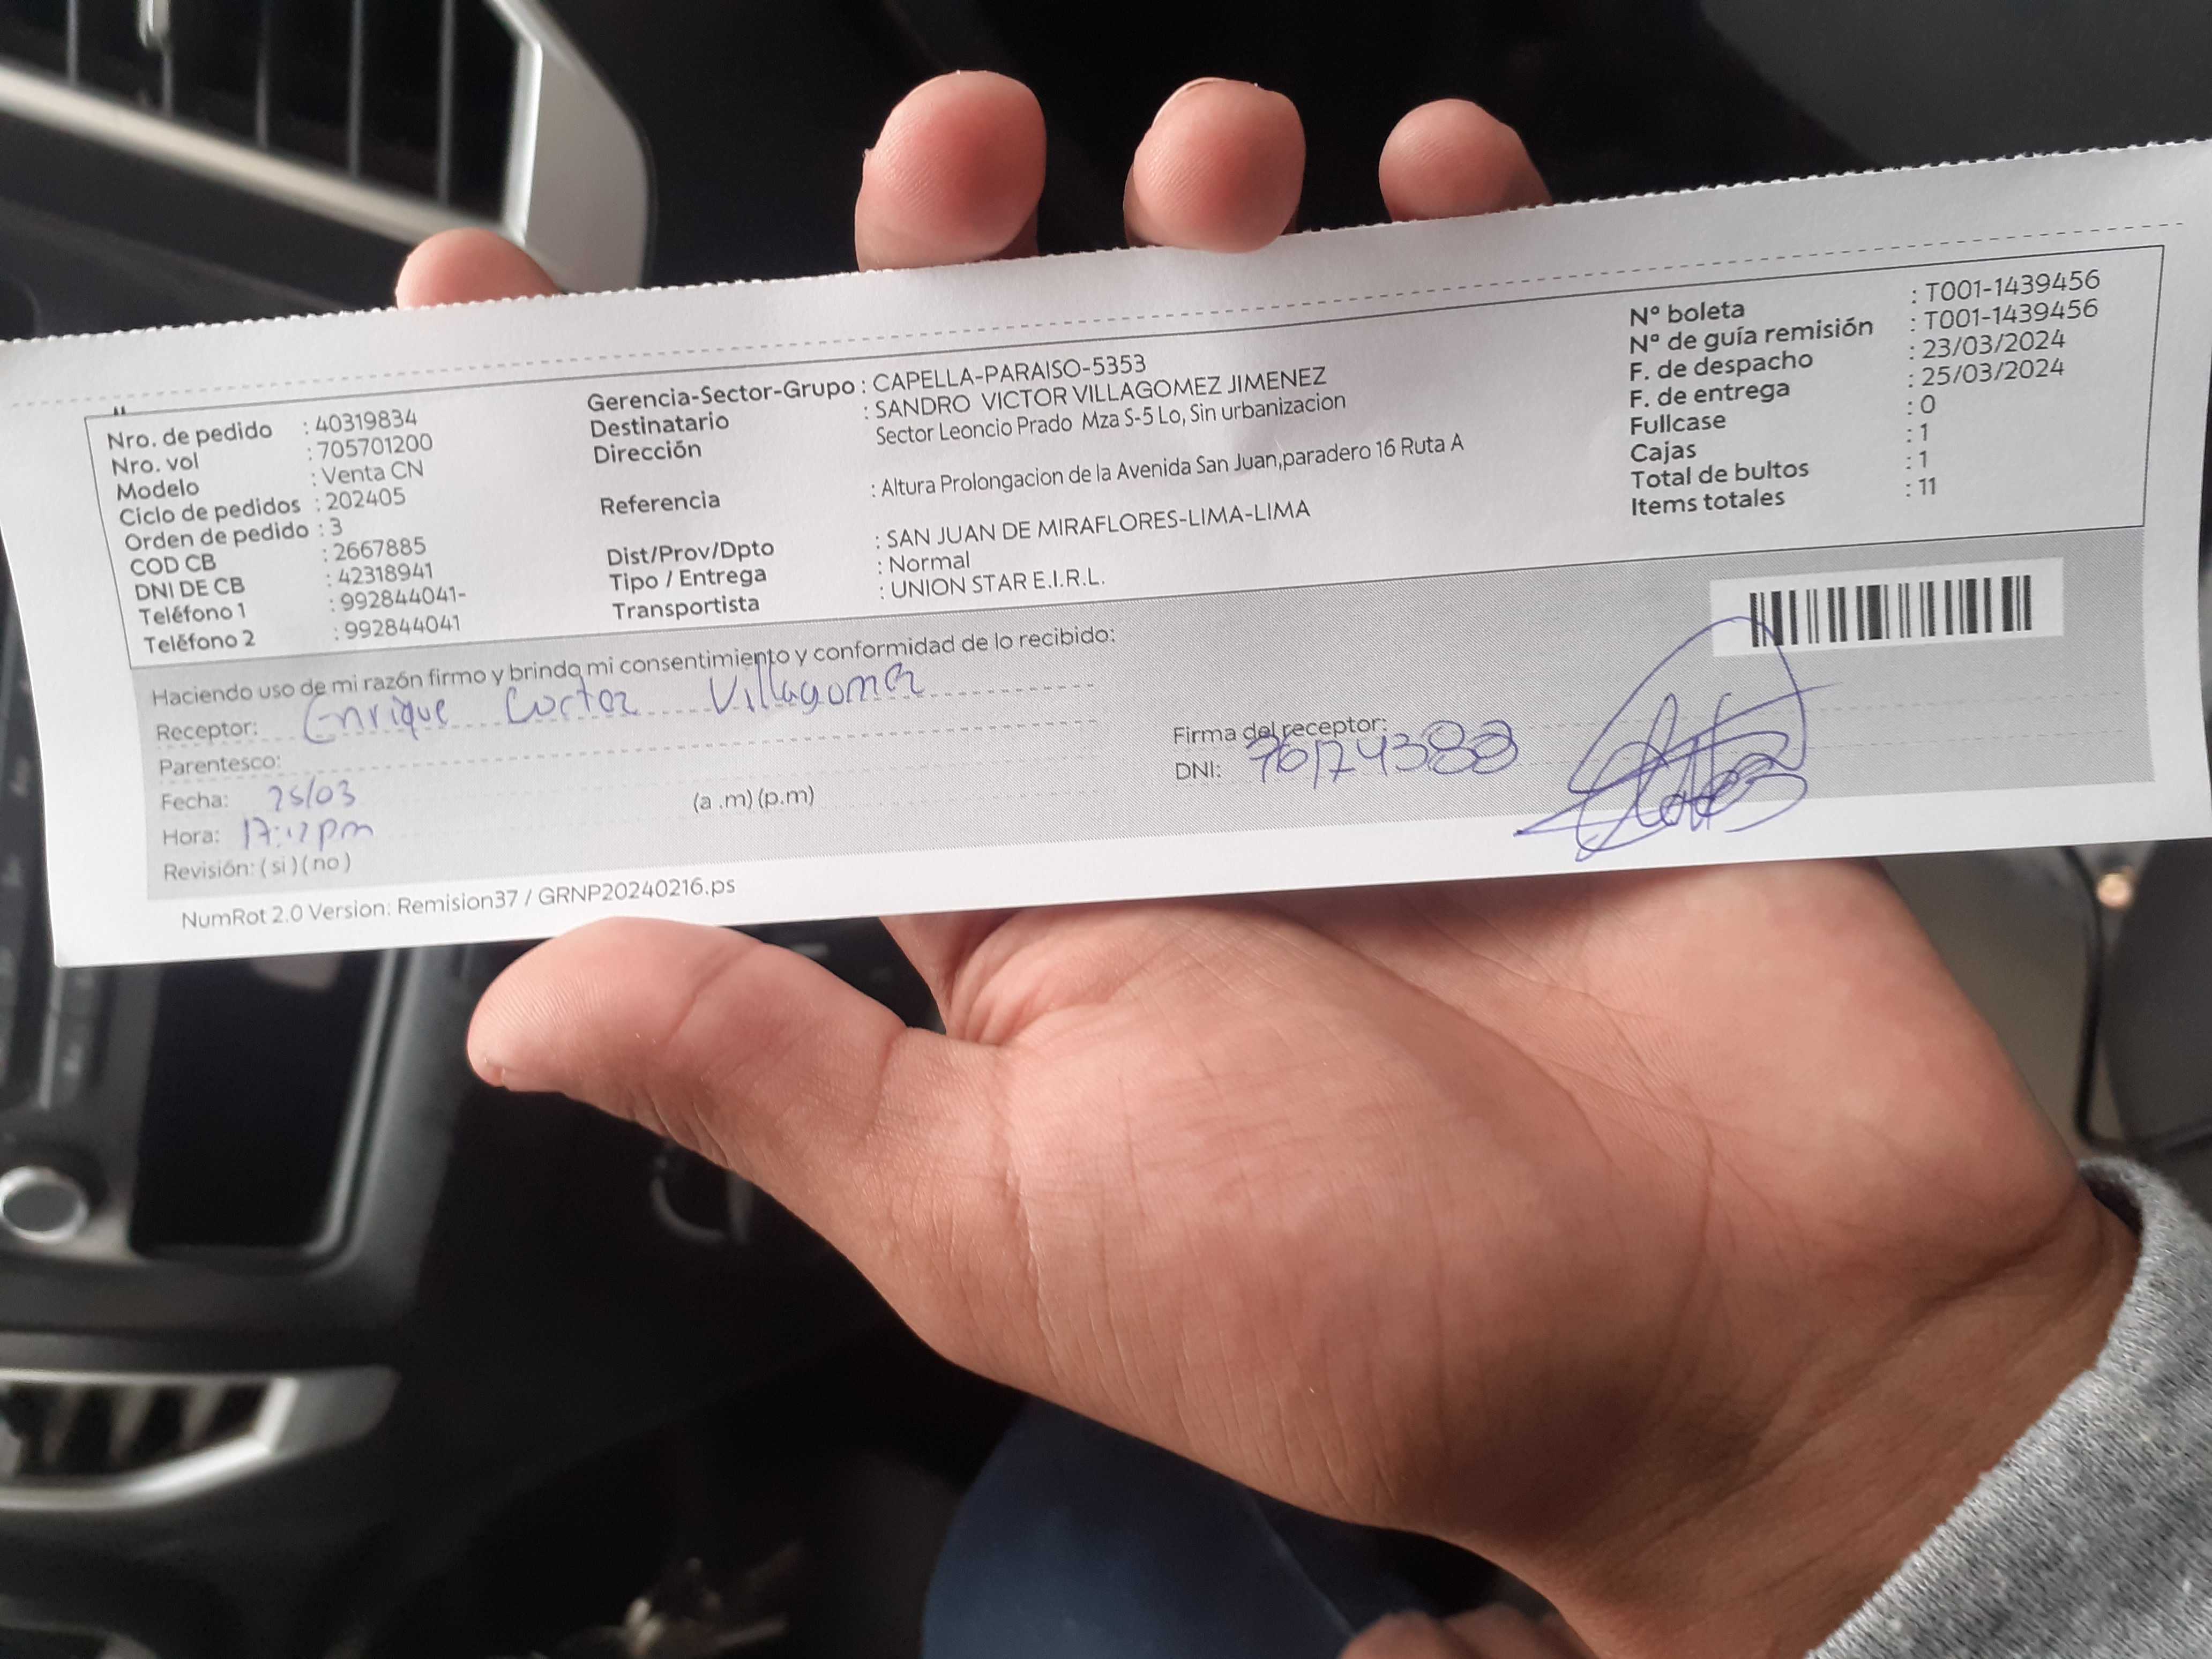 Nro. de pedido : 40319834
Nro. vol : 705701200
Modelo : Venta CN
Ciclo de pedidos : 202405
Orden de pedido : 3
COD CB : 2667885
DNI DE CB : 42318941
Teléfono 1 : 992844041-
Teléfono 2 : 992844041
Gerencia-Sector-Grupo : CAPELLA-PARAISO-5353
Destinatario : SANDRO VICTOR VILLAGOMEZ JIMENEZ
Dirección Sector Leoncio Prado Mza S-5 Lo, Sin urbanizacion
Referencia : Altura Prolongacion de la Avenida San Juan,paradero 16 Ruta A
Dist/Prov/Dpto : SAN JUAN DE MIRAFLORES-LIMA-LIMA
Tipo / Entrega : Normal
Transportista : UNION STAR E.I.R.L.
N° boleta : T001-1439456
N° de guía remisión : T001-1439456
F. de despacho : 23/03/2024
F. de entrega : 25/03/2024
Fullcase : 0
Cajas : 1
Total de bultos : 1
Items totales : 11
Haciendo uso de mi razón firmo y brindo mi consentimiento y conformidad de lo recibido:
Receptor: Enrique Cortez Villagomez
Parentesco:
Fecha: 25/03
Hora: 17:17 pm (a .m) (p.m)
Revisión: ( si ) ( no )
Firma del receptor:
DNI: 76174388
NumRot 2.0 Version: Remision37 / GRNP20240216.ps